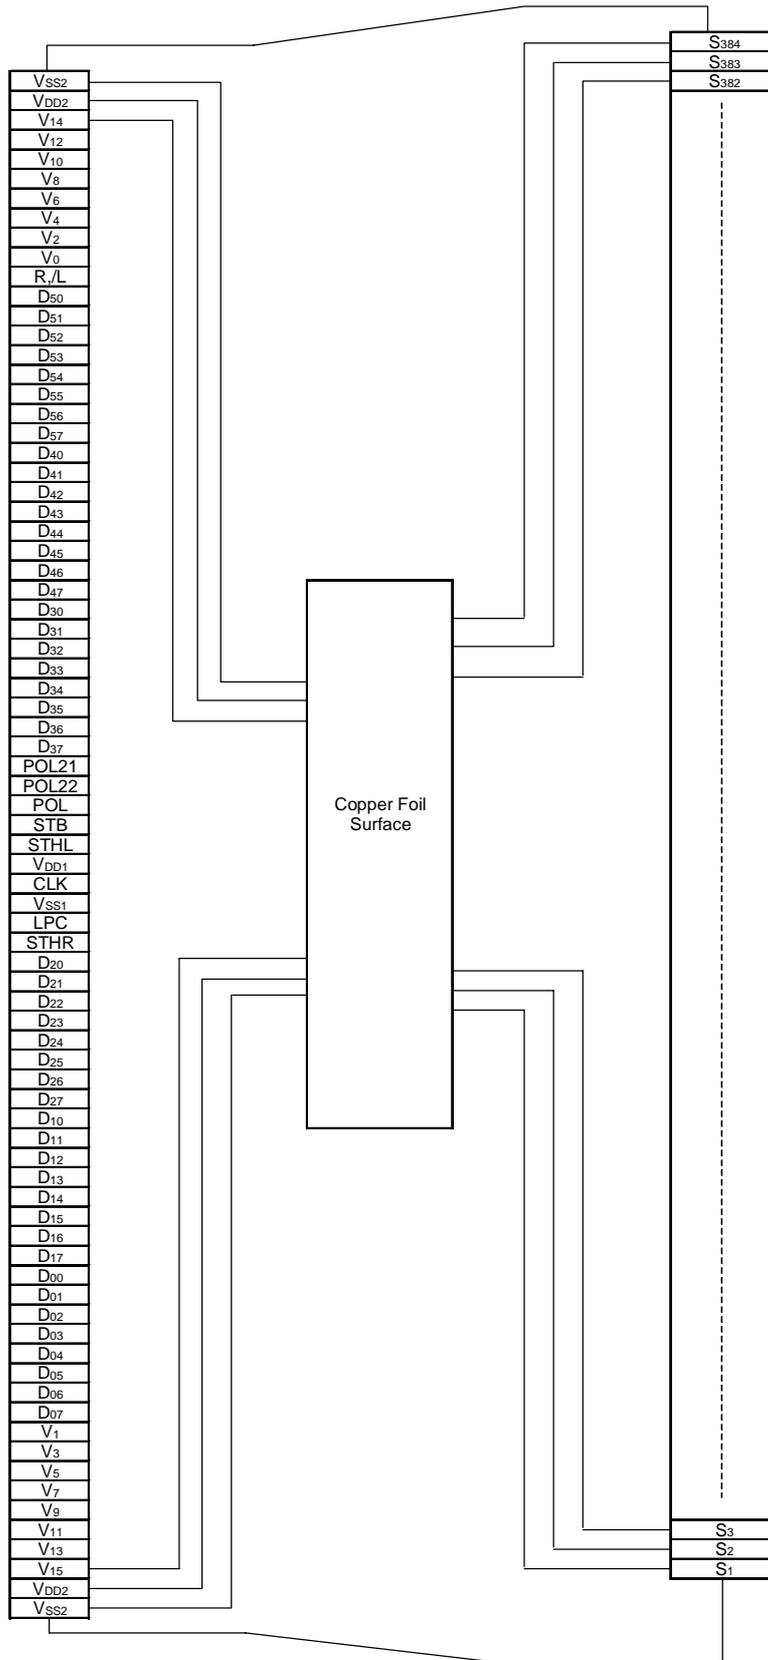 VSS2
VDD2
V14
V12
V10
V8
V6
V4
V2
V0
R,/L
D50
D51
D52
D53
D54
D55
D56
D57
D40
D41
D42
D43
D44
D45
D46
D47
D30
D31
D32
D33
D34
D35
D36
D37
POL21
POL22
POL
STB
STHL
VDD1
CLK
VSS1
LPC
STHR
D20
D21
D22
D23
D24
D25
D26
D27
D10
D11
D12
D13
D14
D15
D16
D17
D00
D01
D02
D03
D04
D05
D06
D07
V1
V3
V5
V7
V9
V11
V13
V15
VDD2
VSS2
Copper Foil
Surface
S384
S383
S382
S3
S2
S1